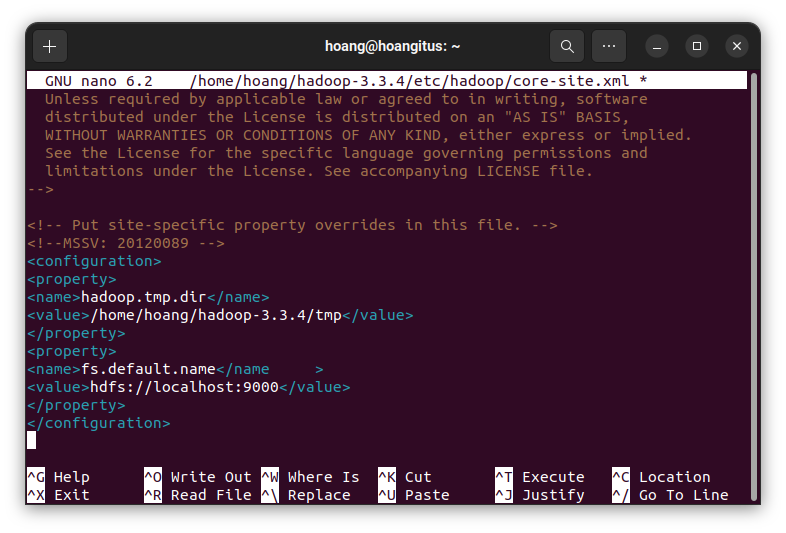 hoang@hoangitus: ~
GNU nano 6.2 /home/hoang/hadoop-3.3.4/etc/hadoop/core-site.xml *
Unless required by applicable law or agreed to in writing, software
distributed under the License is distributed on an "AS IS" BASIS,
WITHOUT WARRANTIES OR CONDITIONS OF ANY KIND, either express or implied.
See the License for the specific language governing permissions and
limitations under the License. See accompanying LICENSE file.
-->
<!-- Put site-specific property overrides in this file. -->
<!--MSSV: 20120089 -->
<configuration>
<property>
<name>hadoop.tmp.dir</name>
<value>/home/hoang/hadoop-3.3.4/tmp</value>
</property>
<property>
<name>fs.default.name</name     >
<value>hdfs://localhost:9000</value>
</property>
</configuration>
^G Help ^O Write Out ^W Where Is ^K Cut ^T Execute ^C Location
^X Exit ^R Read File ^\ Replace ^U Paste ^J Justify ^/ Go To Line